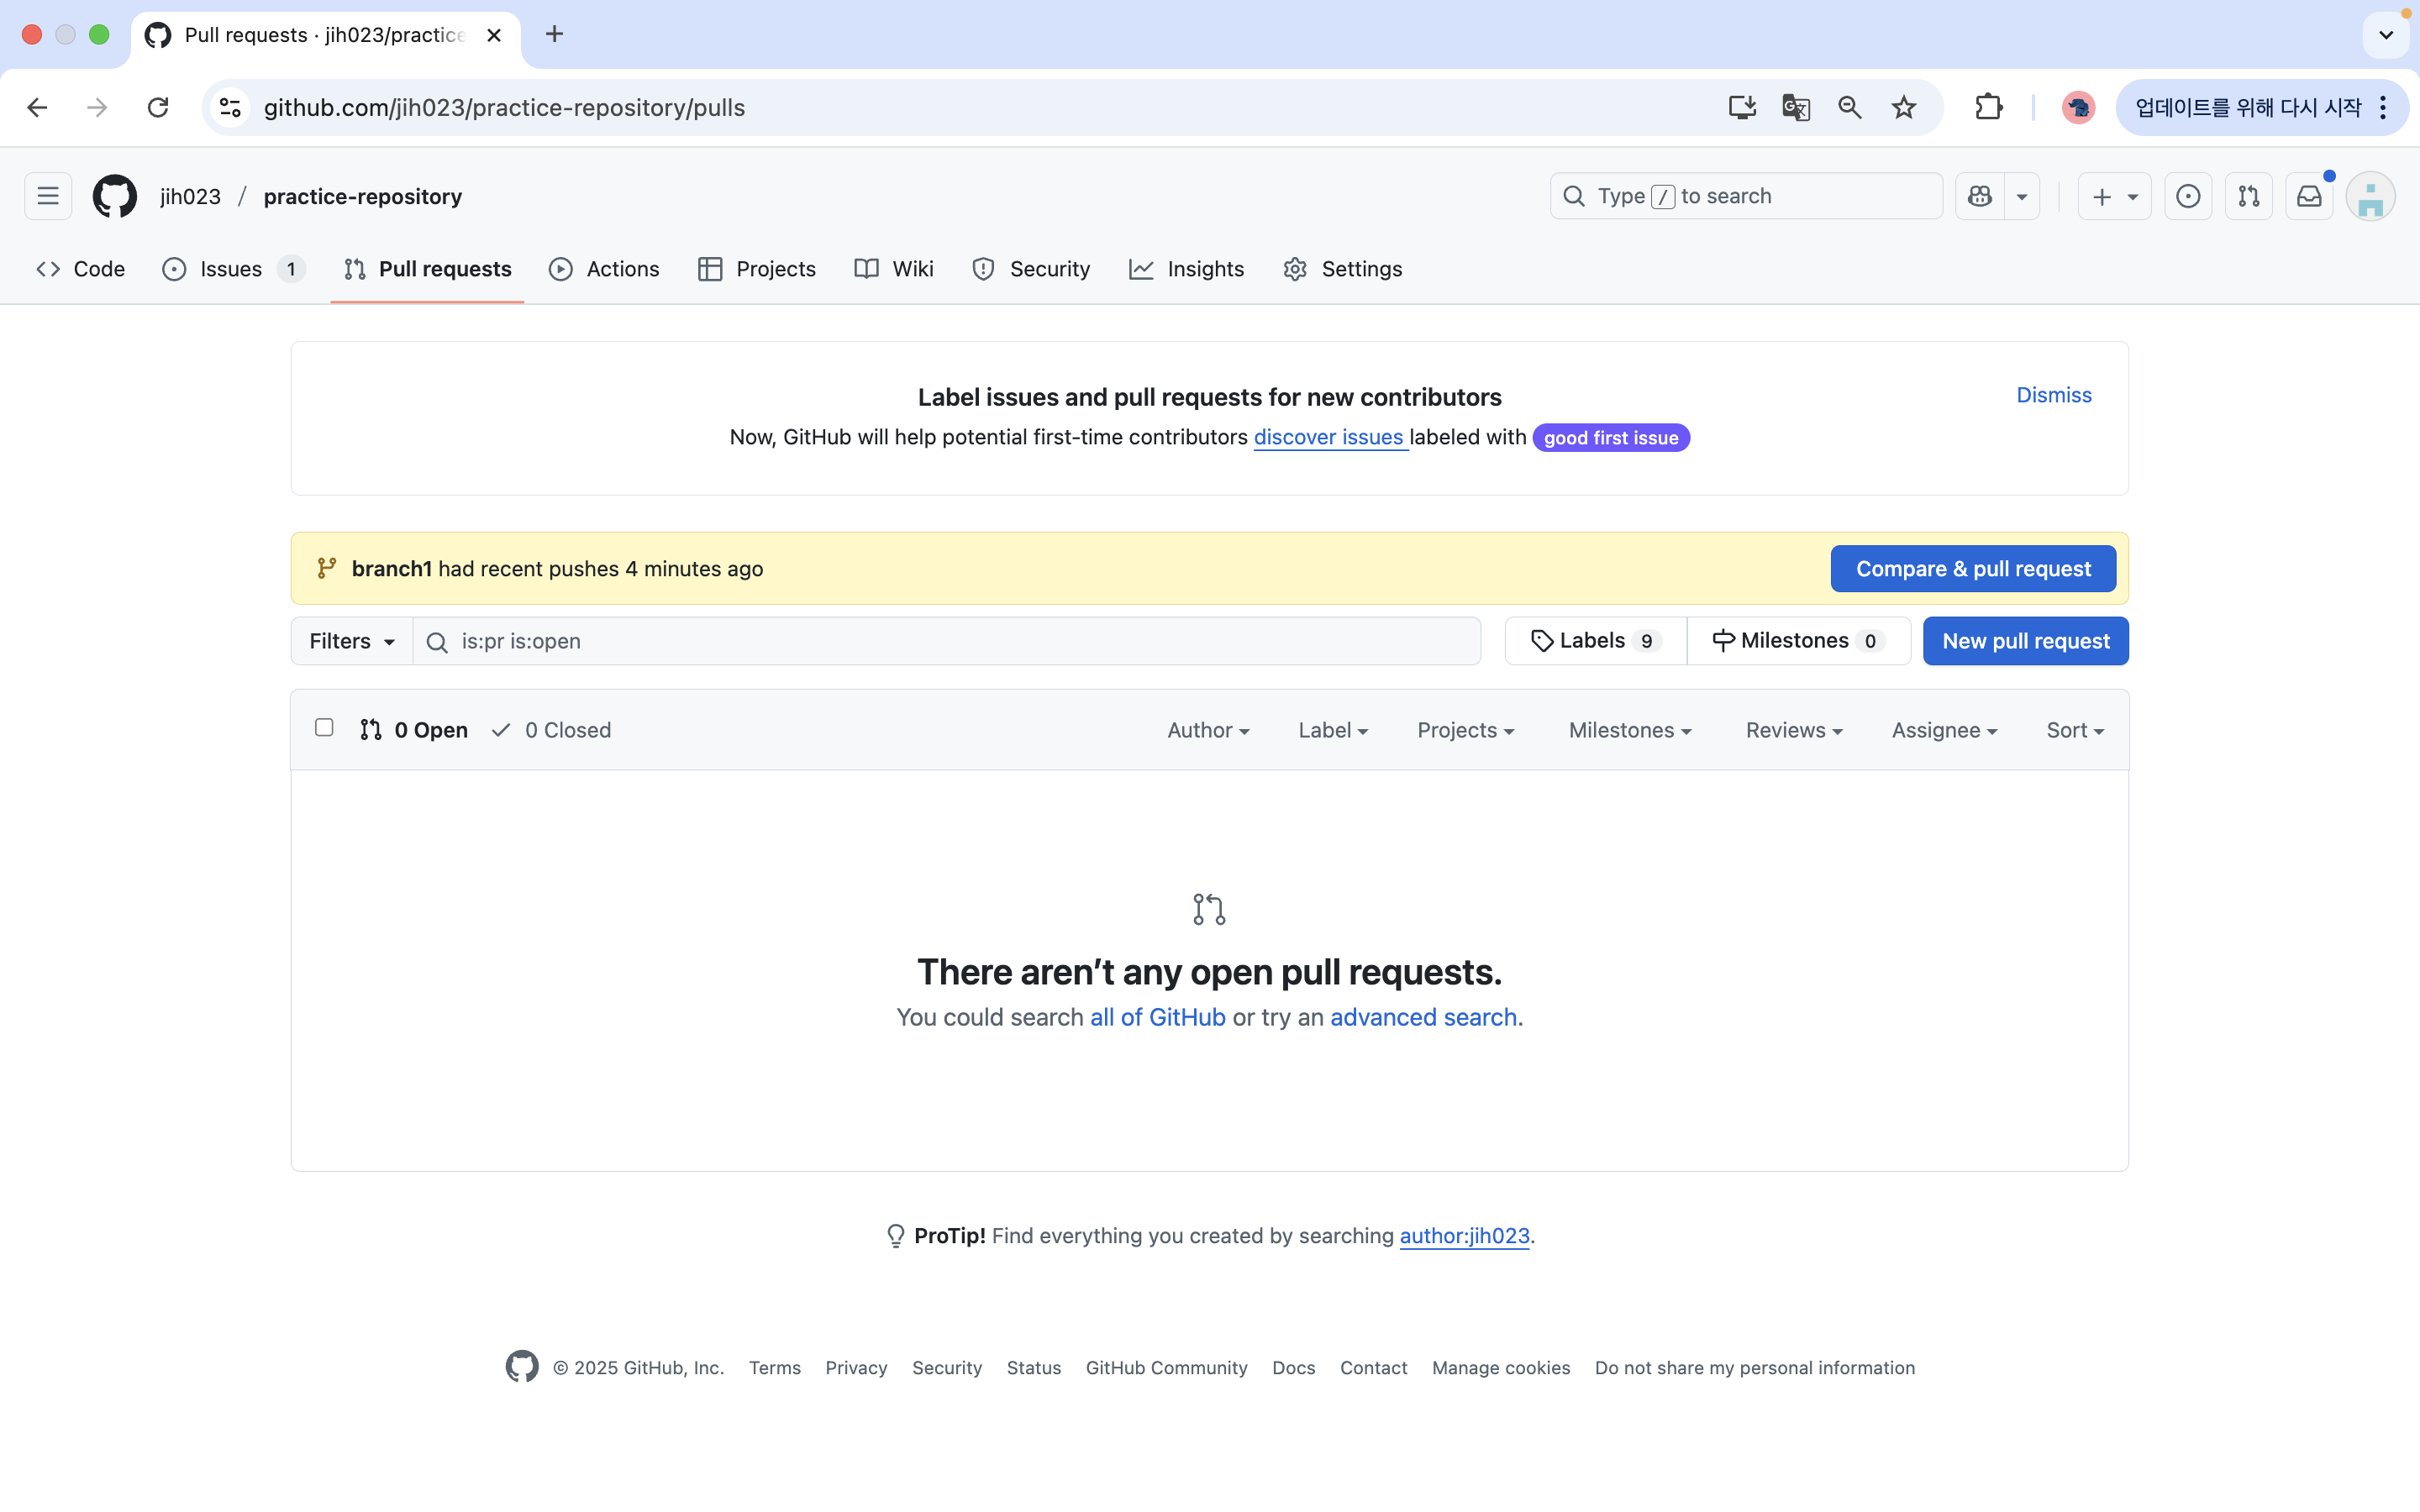 Pull requests · jih023/practice
github.com/jih023/practice-repository/pulls
업데이트를 위해 다시 시작
jih023 / practice-repository
Type / to search
Code
Issues 1
Pull requests
Actions
Projects
Wiki
Security
Insights
Settings
Label issues and pull requests for new contributors
Dismiss
Now, GitHub will help potential first-time contributors discover issues labeled with good first issue
branch1 had recent pushes 4 minutes ago
Compare & pull request
Filters
is:pr is:open
Labels 9
Milestones 0
New pull request
0 Open
0 Closed
Author
Label
Projects
Milestones
Reviews
Assignee
Sort
There aren’t any open pull requests.
You could search all of GitHub or try an advanced search.
ProTip! Find everything you created by searching author:jih023.
© 2025 GitHub, Inc.
Terms
Privacy
Security
Status
GitHub Community
Docs
Contact
Manage cookies
Do not share my personal information